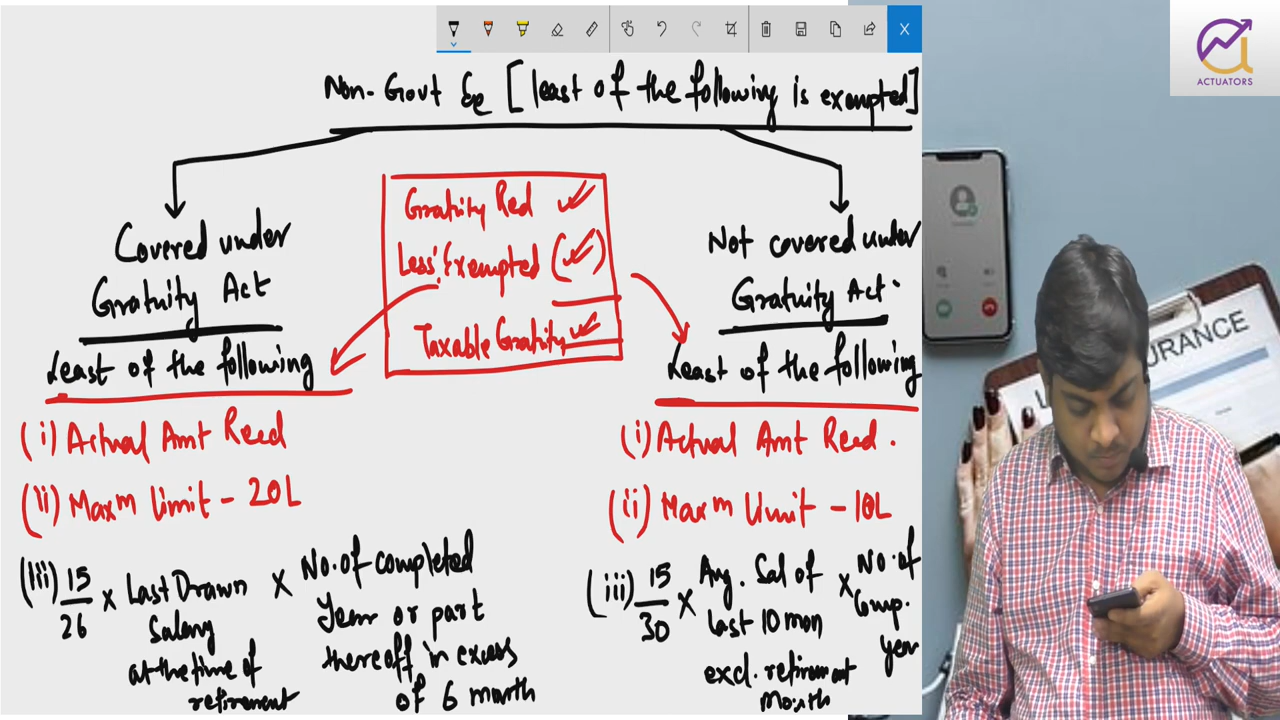 ACTUATORS
Non-Govt Ee [least of the following is exempted]
Covered under
Gratuity Act
Least of the following
(i) Actual Amt Recd
(ii) Maxm limit - 20L
(iii) 15/26 × Last Drawn Salary at the time of retirement × No. of completed Year or part thereoff in excess of 6 month
Gratuity Recd
Less: Exempted (✓)
Taxable Gratuity
Not covered under
Gratuity Act.
Least of the following
(i) Actual Amt Recd.
(ii) Maxm limit - 10L
(iii) 15/30 × Avg. Sal of last 10 mon excl. retirement Month × No. of Comp. year
URANCE